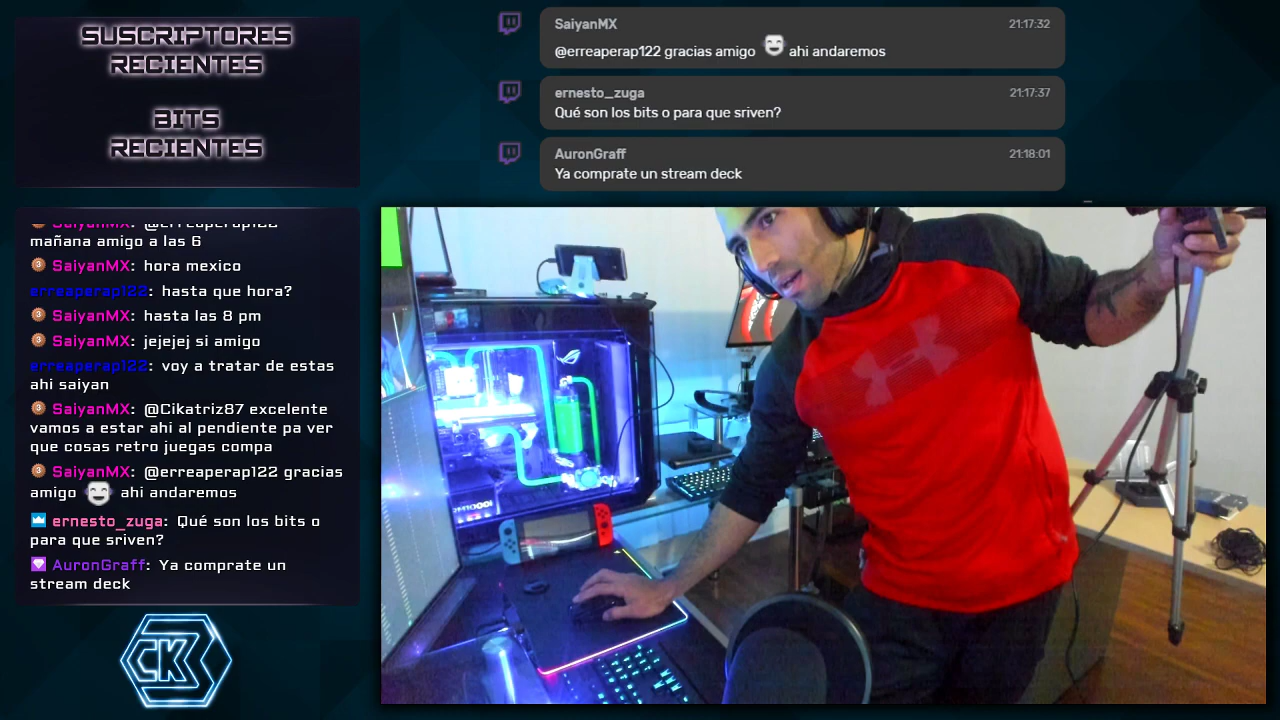 SUSCRIPTORES
RECIENTES
BITS
RECIENTES
SaiyanMX 21:17:32
@erreaperap122 gracias amigo ahi andaremos
ernesto_zuga 21:17:37
Qué son los bits o para que sriven?
AuronGraff 21:18:01
Ya comprate un stream deck
SaiyanMX: @erreaperap122
mañana amigo a las 6
SaiyanMX: hora mexico
erreaperap122: hasta que hora?
SaiyanMX: hasta las 8 pm
SaiyanMX: jejejej si amigo
erreaperap122: voy a tratar de estas
ahi saiyan
SaiyanMX: @Cikatriz87 excelente
vamos a estar ahi al pendiente pa ver
que cosas retro juegas compa
SaiyanMX: @erreaperap122 gracias
amigo ahi andaremos
ernesto_zuga: Qué son los bits o
para que sriven?
AuronGraff: Ya comprate un
stream deck
CK